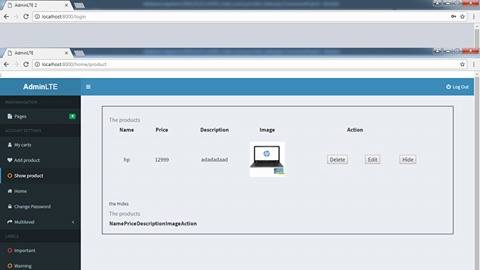 AdminLTE 2
localhost:8000/login
AdminLTE
localhost:8000/home/product
AdminLTE
Log Out
Pages
ACCOUNT SETTINGS
My carts
Add product
Show product
Home
Change Password
Multilevel
LABELS
Important
Warning
The products
Name Price Description Image Action
hp 12999 adadadaad Delete Edit Hide
the hides
The products
NamePriceDescriptionImageAction